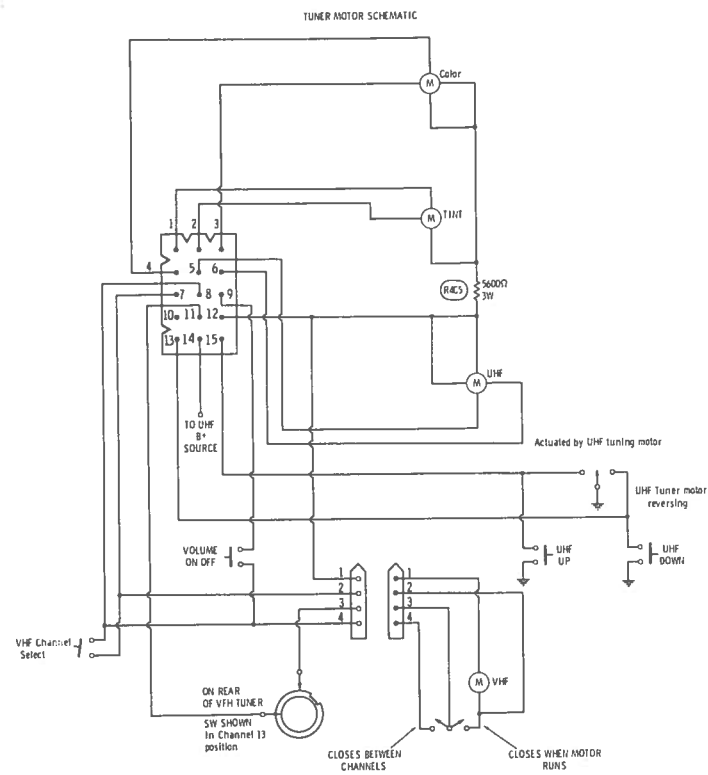 TUNER MOTOR SCHEMATIC
M
Color
1 2 3
M
TINT
4 5 6
R4C5
5600Ω
3W
7 8 9
10 11 12
13 14 15
M
UHF
TO UHF
B+
SOURCE
Actuated by UHF tuning motor
UHF Tuner motor
reversing
VOLUME
ON OFF
UHF
UP
UHF
DOWN
1
2
3
4
1
2
3
4
VHF Channel
Select
M
VHF
ON REAR
OF VFH TUNER
SW SHOWN
In Channel 13
position
CLOSES BETWEEN
CHANNELS
CLOSES WHEN MOTOR
RUNS